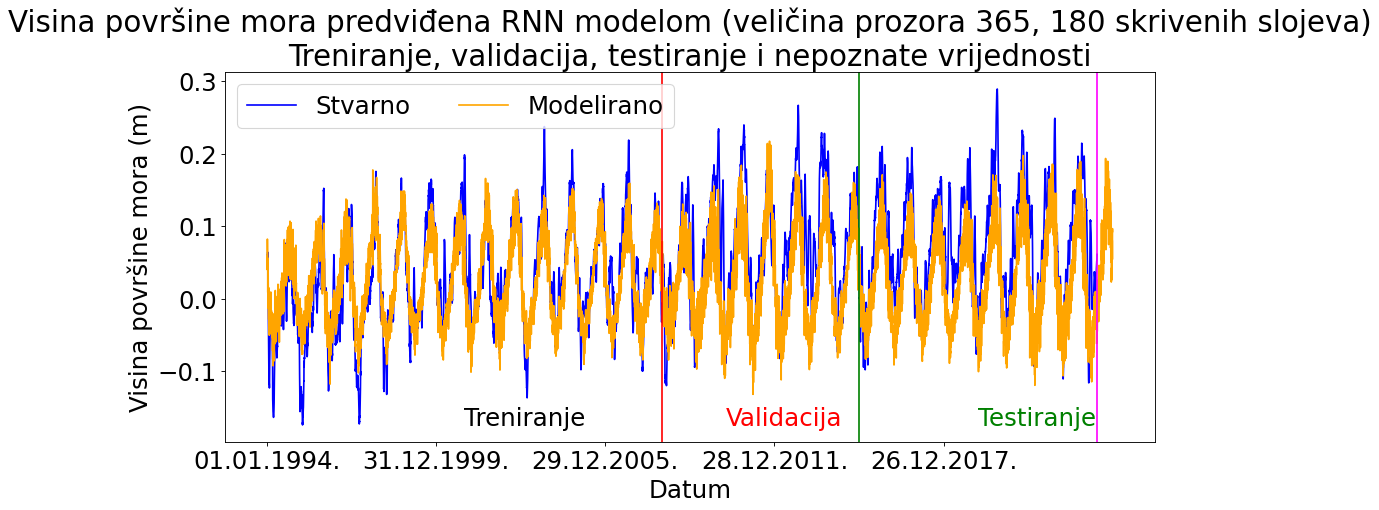 Visina površine mora predviđena RNN modelom (veličina prozora 365, 180 skrivenih slojeva)
Treniranje, validacija, testiranje i nepoznate vrijednosti
Stvarno Modelirano
Visina površine mora (m)
0.3
0.2
0.1
0.0
−0.1
Treniranje Validacija Testiranje
01.01.1994. 31.12.1999. 29.12.2005. 28.12.2011. 26.12.2017.
Datum